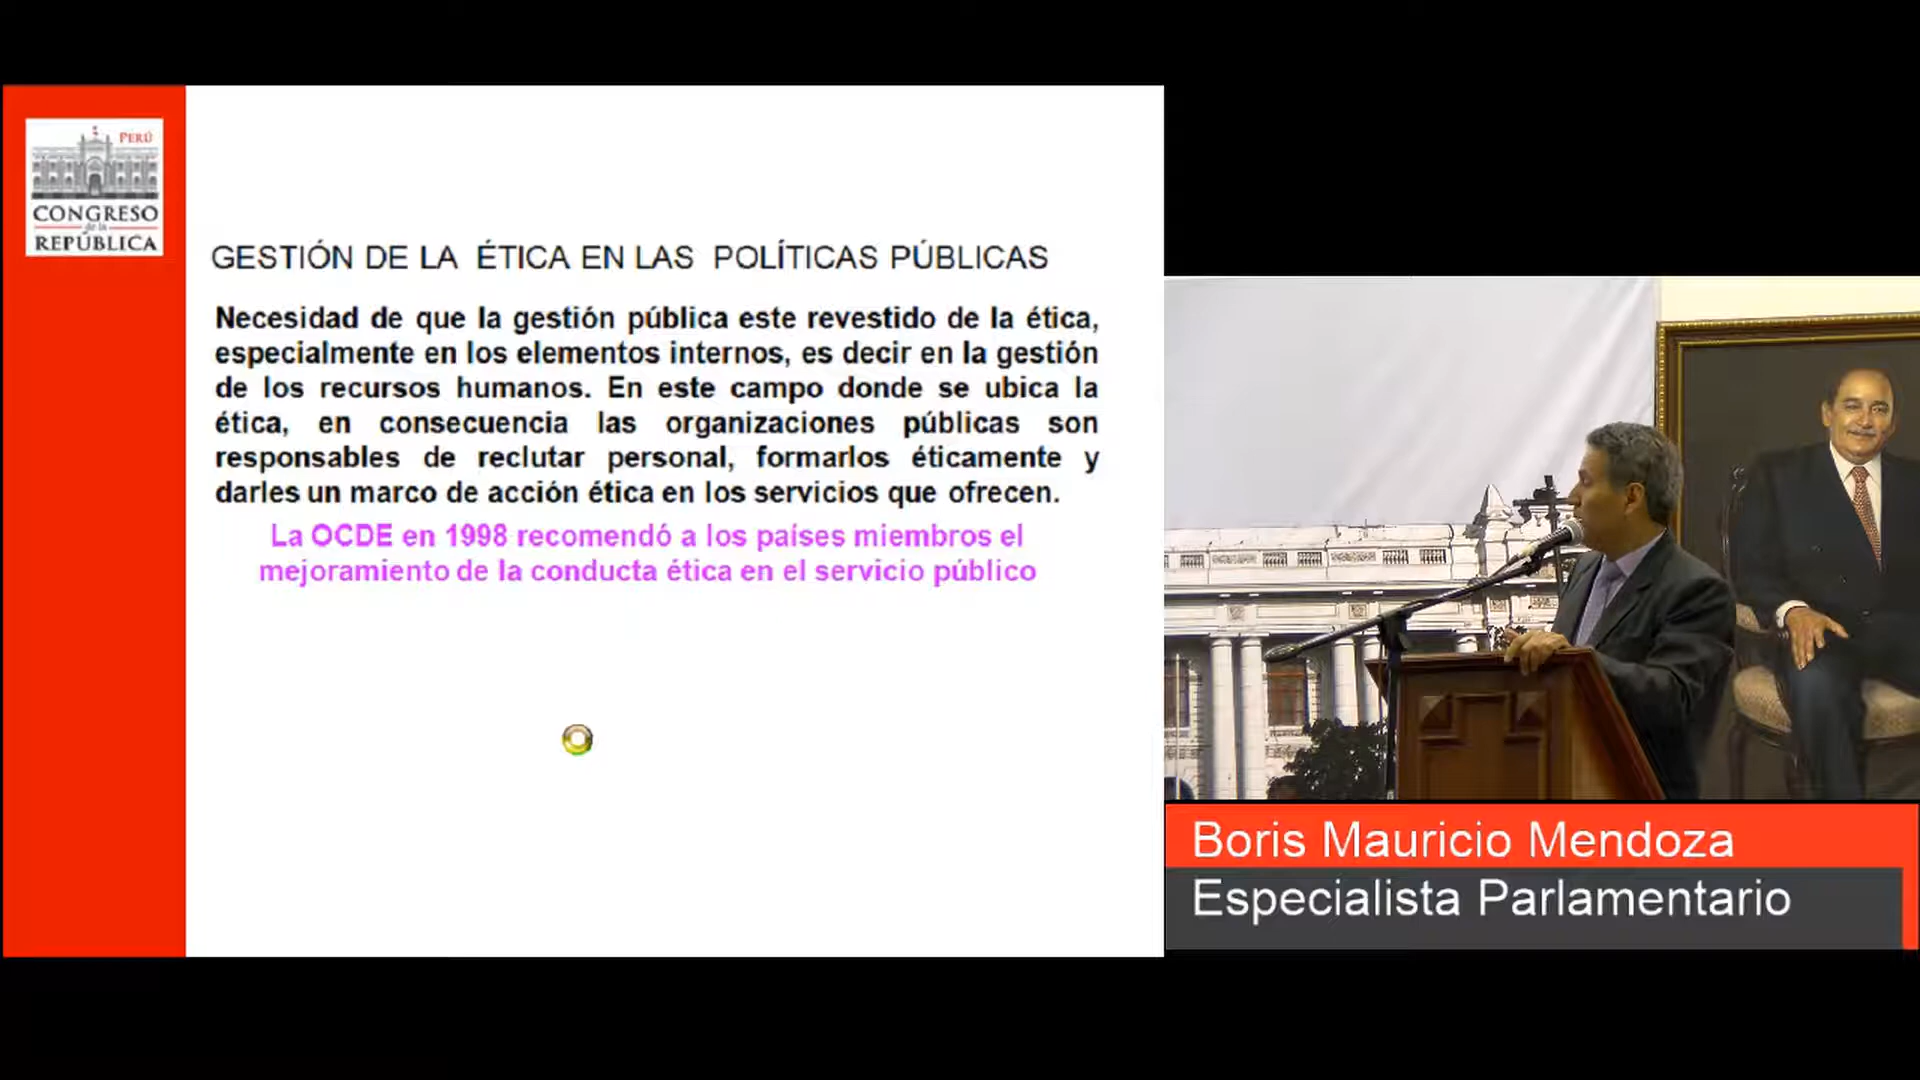 PERÚ
CONGRESO
de la
REPÚBLICA
GESTIÓN DE LA ÉTICA EN LAS POLÍTICAS PÚBLICAS
Necesidad de que la gestión pública este revestido de la ética,
especialmente en los elementos internos, es decir en la gestión
de los recursos humanos. En este campo donde se ubica la
ética, en consecuencia las organizaciones públicas son
responsables de reclutar personal, formarlos éticamente y
darles un marco de acción ética en los servicios que ofrecen.
La OCDE en 1998 recomendó a los países miembros el
mejoramiento de la conducta ética en el servicio público
Boris Mauricio Mendoza
Especialista Parlamentario